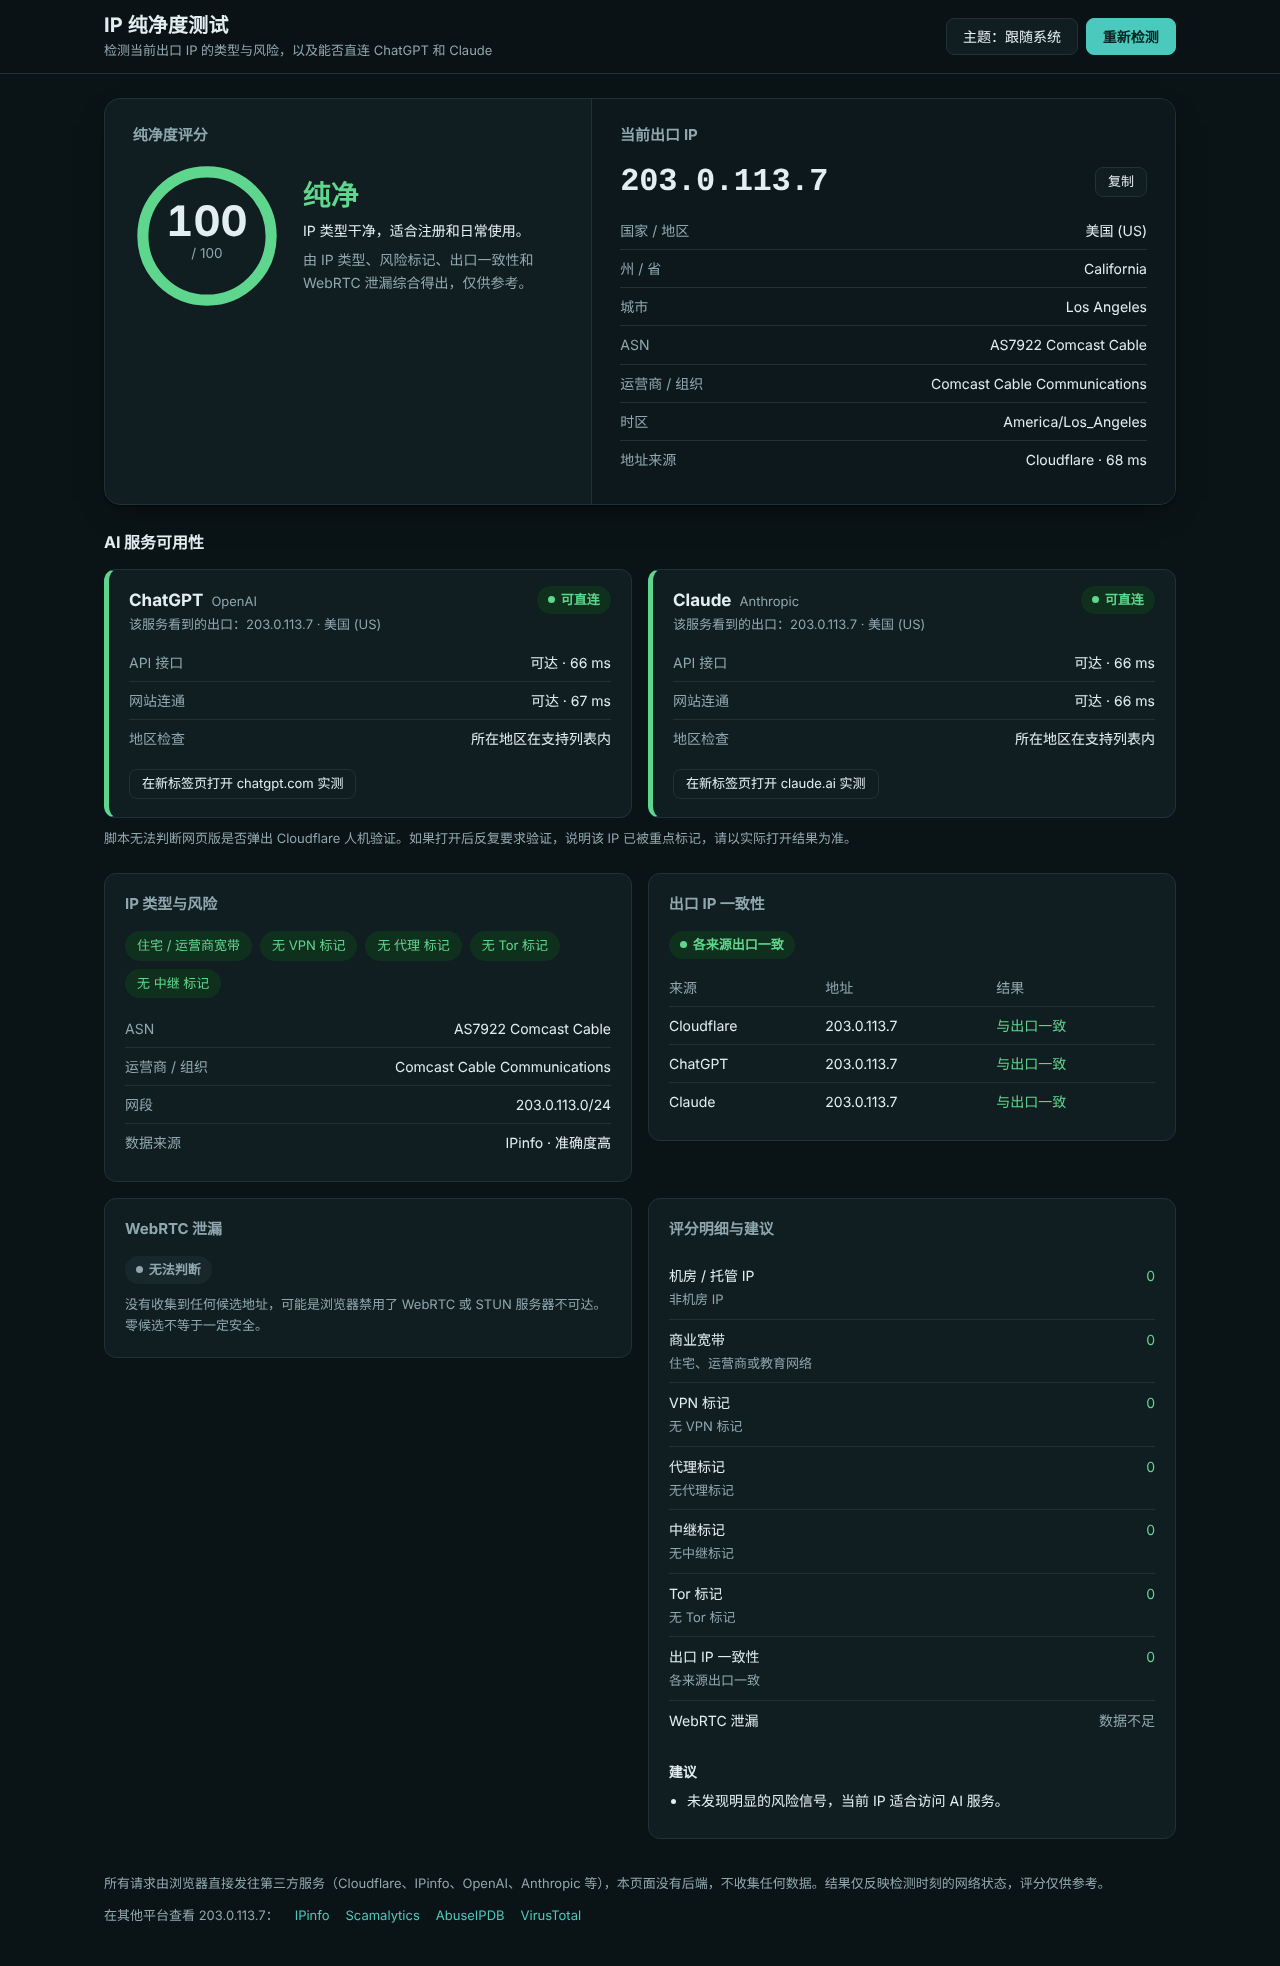 IP 纯净度测试
检测当前出口 IP 的类型与风险，以及能否直连 ChatGPT 和 Claude
主题：跟随系统
重新检测
纯净度评分
100
/ 100
纯净
IP 类型干净，适合注册和日常使用。
由 IP 类型、风险标记、出口一致性和
WebRTC 泄漏综合得出，仅供参考。
当前出口 IP
203.0.113.7
复制
国家 / 地区 美国 (US)
州 / 省 California
城市 Los Angeles
ASN AS7922 Comcast Cable
运营商 / 组织 Comcast Cable Communications
时区 America/Los_Angeles
地址来源 Cloudflare · 68 ms
AI 服务可用性
ChatGPT OpenAI
可直连
该服务看到的出口：203.0.113.7 · 美国 (US)
API 接口 可达 · 66 ms
网站连通 可达 · 67 ms
地区检查 所在地区在支持列表内
在新标签页打开 chatgpt.com 实测
Claude Anthropic
可直连
该服务看到的出口：203.0.113.7 · 美国 (US)
API 接口 可达 · 66 ms
网站连通 可达 · 66 ms
地区检查 所在地区在支持列表内
在新标签页打开 claude.ai 实测
脚本无法判断网页版是否弹出 Cloudflare 人机验证。如果打开后反复要求验证，说明该 IP 已被重点标记，请以实际打开结果为准。
IP 类型与风险
住宅 / 运营商宽带 无 VPN 标记 无 代理 标记 无 Tor 标记
无 中继 标记
ASN AS7922 Comcast Cable
运营商 / 组织 Comcast Cable Communications
网段 203.0.113.0/24
数据来源 IPinfo · 准确度高
出口 IP 一致性
各来源出口一致
来源 地址 结果
Cloudflare 203.0.113.7 与出口一致
ChatGPT 203.0.113.7 与出口一致
Claude 203.0.113.7 与出口一致
WebRTC 泄漏
无法判断
没有收集到任何候选地址，可能是浏览器禁用了 WebRTC 或 STUN 服务器不可达。
零候选不等于一定安全。
评分明细与建议
机房 / 托管 IP 0
非机房 IP
商业宽带 0
住宅、运营商或教育网络
VPN 标记 0
无 VPN 标记
代理标记 0
无代理标记
中继标记 0
无中继标记
Tor 标记 0
无 Tor 标记
出口 IP 一致性 0
各来源出口一致
WebRTC 泄漏 数据不足
建议
• 未发现明显的风险信号，当前 IP 适合访问 AI 服务。
所有请求由浏览器直接发往第三方服务（Cloudflare、IPinfo、OpenAI、Anthropic 等），本页面没有后端，不收集任何数据。结果仅反映检测时刻的网络状态，评分仅供参考。
在其他平台查看 203.0.113.7： IPinfo Scamalytics AbuseIPDB VirusTotal